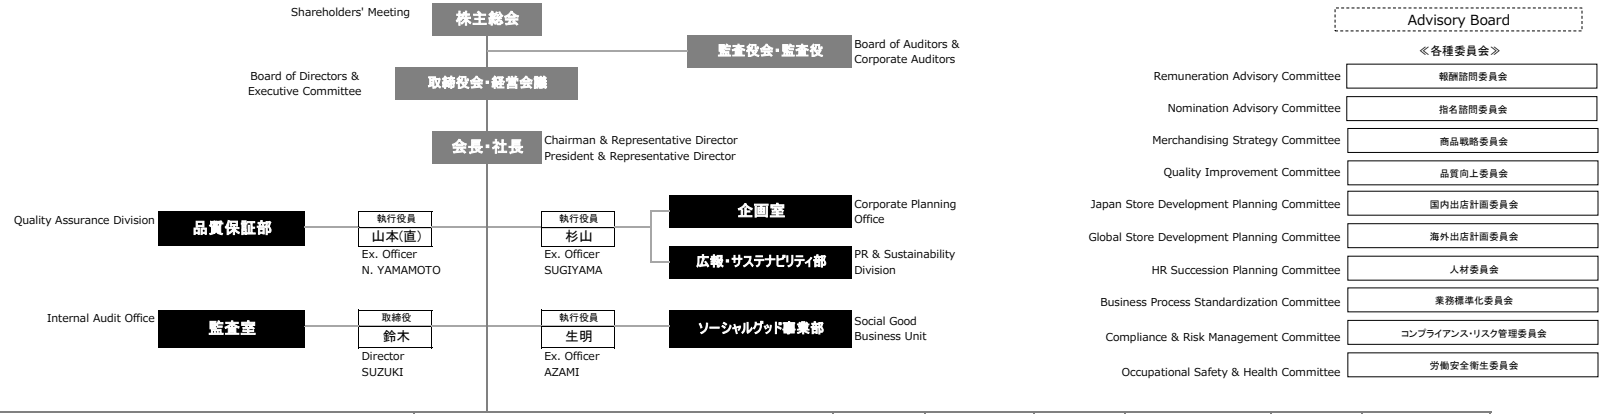 Shareholders' Meeting
株主総会
監査役会・監査役
Board of Auditors &
Corporate Auditors
Board of Directors &
Executive Committee
取締役会・経営会議
会長・社長
Chairman & Representative Director
President & Representative Director
Quality Assurance Division
品質保証部
執行役員
山本(直)
Ex. Officer
N. YAMAMOTO
執行役員
杉山
Ex. Officer
SUGIYAMA
企画室
Corporate Planning
Office
広報・サステナビリティ部
PR & Sustainability
Division
Internal Audit Office
監査室
取締役
鈴木
Director
SUZUKI
執行役員
生明
Ex. Officer
AZAMI
ソーシャルグッド事業部
Social Good
Business Unit
Advisory Board
≪各種委員会≫
Remuneration Advisory Committee
報酬諮問委員会
Nomination Advisory Committee
指名諮問委員会
Merchandising Strategy Committee
商品戦略委員会
Quality Improvement Committee
品質向上委員会
Japan Store Development Planning Committee
国内出店計画委員会
Global Store Development Planning Committee
海外出店計画委員会
HR Succession Planning Committee
人材委員会
Business Process Standardization Committee
業務標準化委員会
Compliance & Risk Management Committee
コンプライアンス・リスク管理委員会
Occupational Safety & Health Committee
労働安全衛生委員会